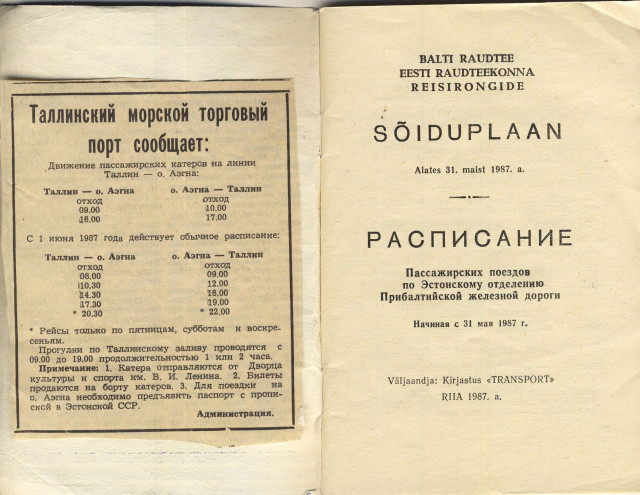 Таллинский морской торговый
порт сообщает:
Движение пассажирских катеров на линии
Таллин — о. Аэгна:
Таллин — о. Аэгна о. Аэгна — Таллин
отход отход
09.00 10.00
16.00 17.00
С 1 июня 1987 года действует обычное расписание:
Таллин — о. Аэгна о. Аэгна — Таллин
отход отход
08.00 09.00
10.30 12.00
14.30 16.00
17.30 19.00
* 20.30 * 22,00
* Рейсы только по пятницам, субботам и воскре-
сеньям.
Прогулки по Таллинскому заливу проводятся с
09.00 до 19.00 продолжительностью 1 или 2 часа.
Примечание: 1. Катера отправляются от Дворца
культуры и спорта им. В. И. Ленина. 2. Билеты
продаются на борту катеров. 3. Для поездки на
о. Аэгна необходимо предъявить паспорт с пропи-
ской в Эстонской ССР.
Администрация.
BALTI RAUDTEE
EESTI RAUDTEEKONNA
REISIRONGIDE
SÕIDUPLAAN
Alates 31. maist 1987. a.
РАСПИСАНИЕ
Пассажирских поездов
по Эстонскому отделению
Прибалтийской железной дороги
Начиная с 31 мая 1987 г.
Väljaandja: Kirjastus «TRANSPORT»
RIIA 1987. a.